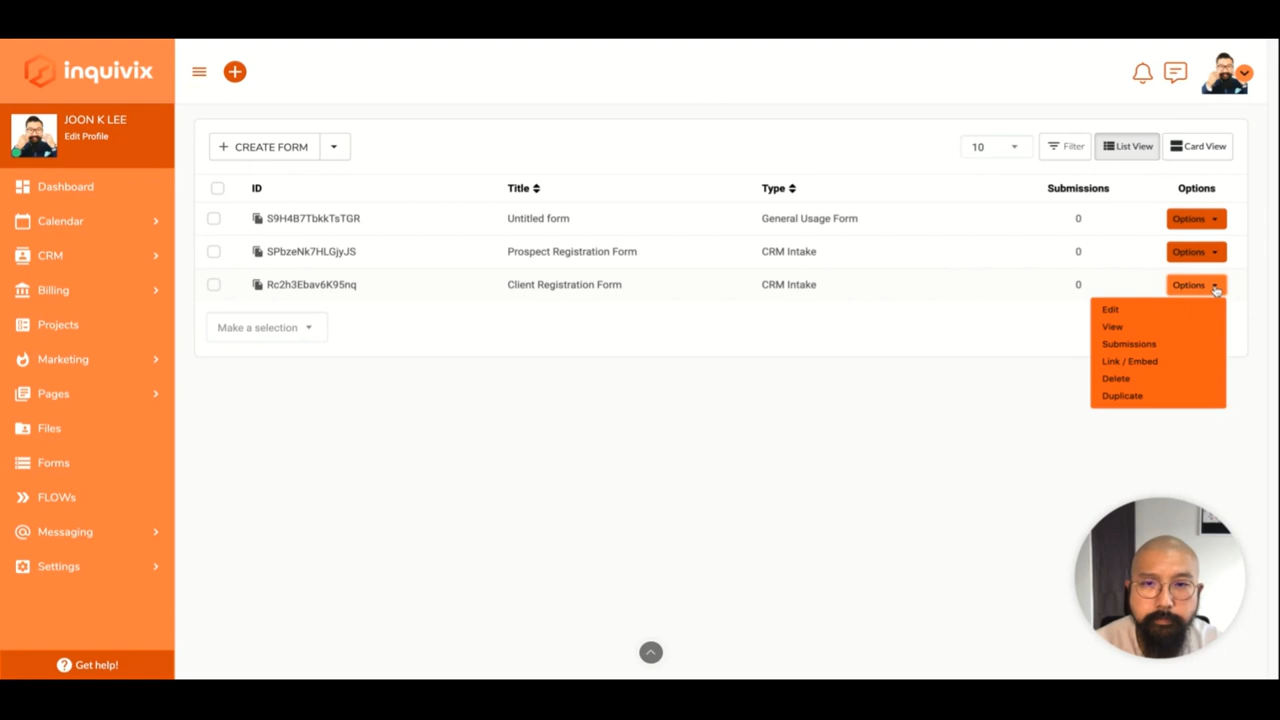 inquivix
JOON K LEE
Edit Profile
Dashboard
Calendar
CRM
Billing
Projects
Marketing
Pages
Files
Forms
FLOWs
Messaging
Settings
Get help!
CREATE FORM
10
Filter
List View
Card View
ID Title Type Submissions Options
S9H4B7TbkkTsTGR Untitled form General Usage Form 0 Options
SPbzeNk7HLGjyJS Prospect Registration Form CRM Intake 0 Options
Rc2h3Ebav6K95nq Client Registration Form CRM Intake 0 Options
Make a selection
Edit
View
Submissions
Link / Embed
Delete
Duplicate